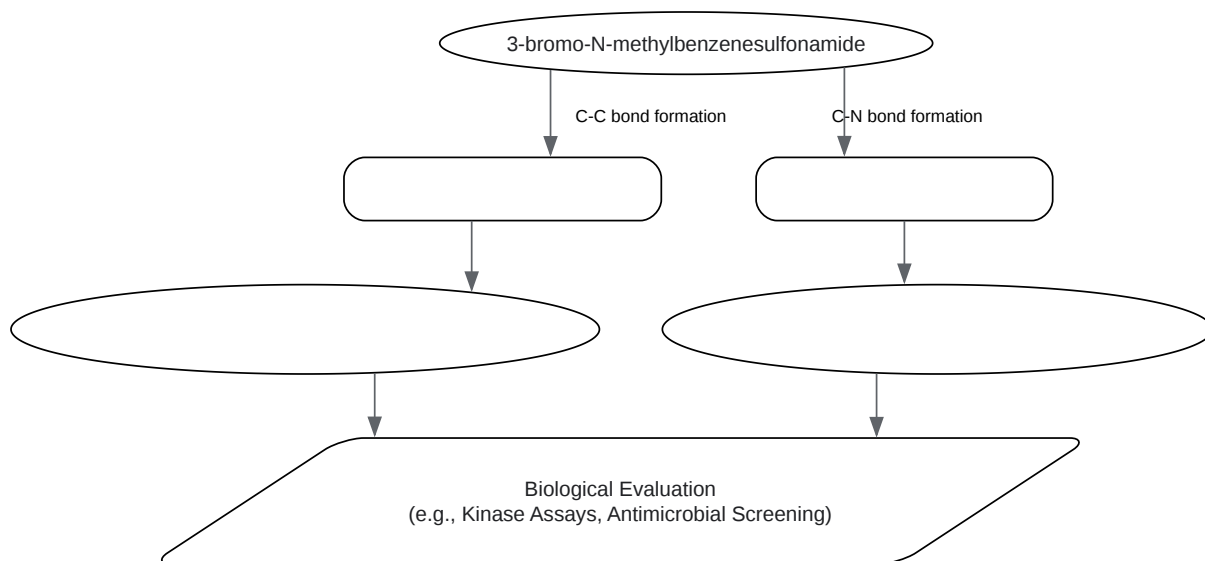 3-bromo-N-methylbenzenesulfonamide
C-C bond formation
C-N bond formation
Biological Evaluation
(e.g., Kinase Assays, Antimicrobial Screening)